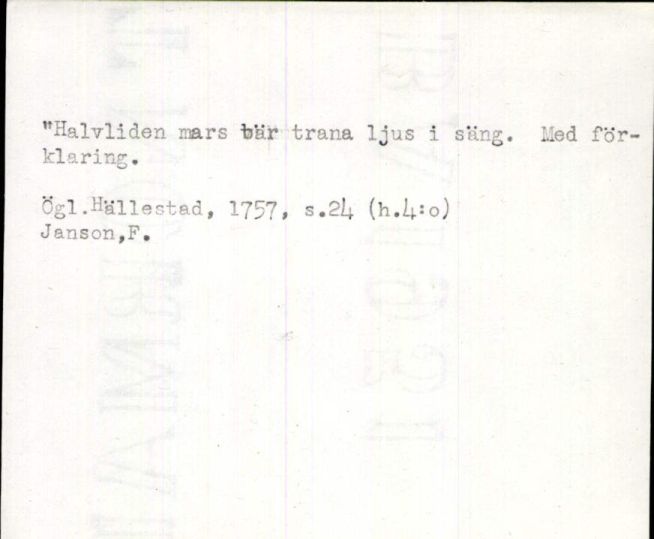 "Halvliden mars bär trana ljus i säng. Med för-
klaring.
Ögl.Hällestad, 1757, s.24 (h.4:o)
Janson,F.